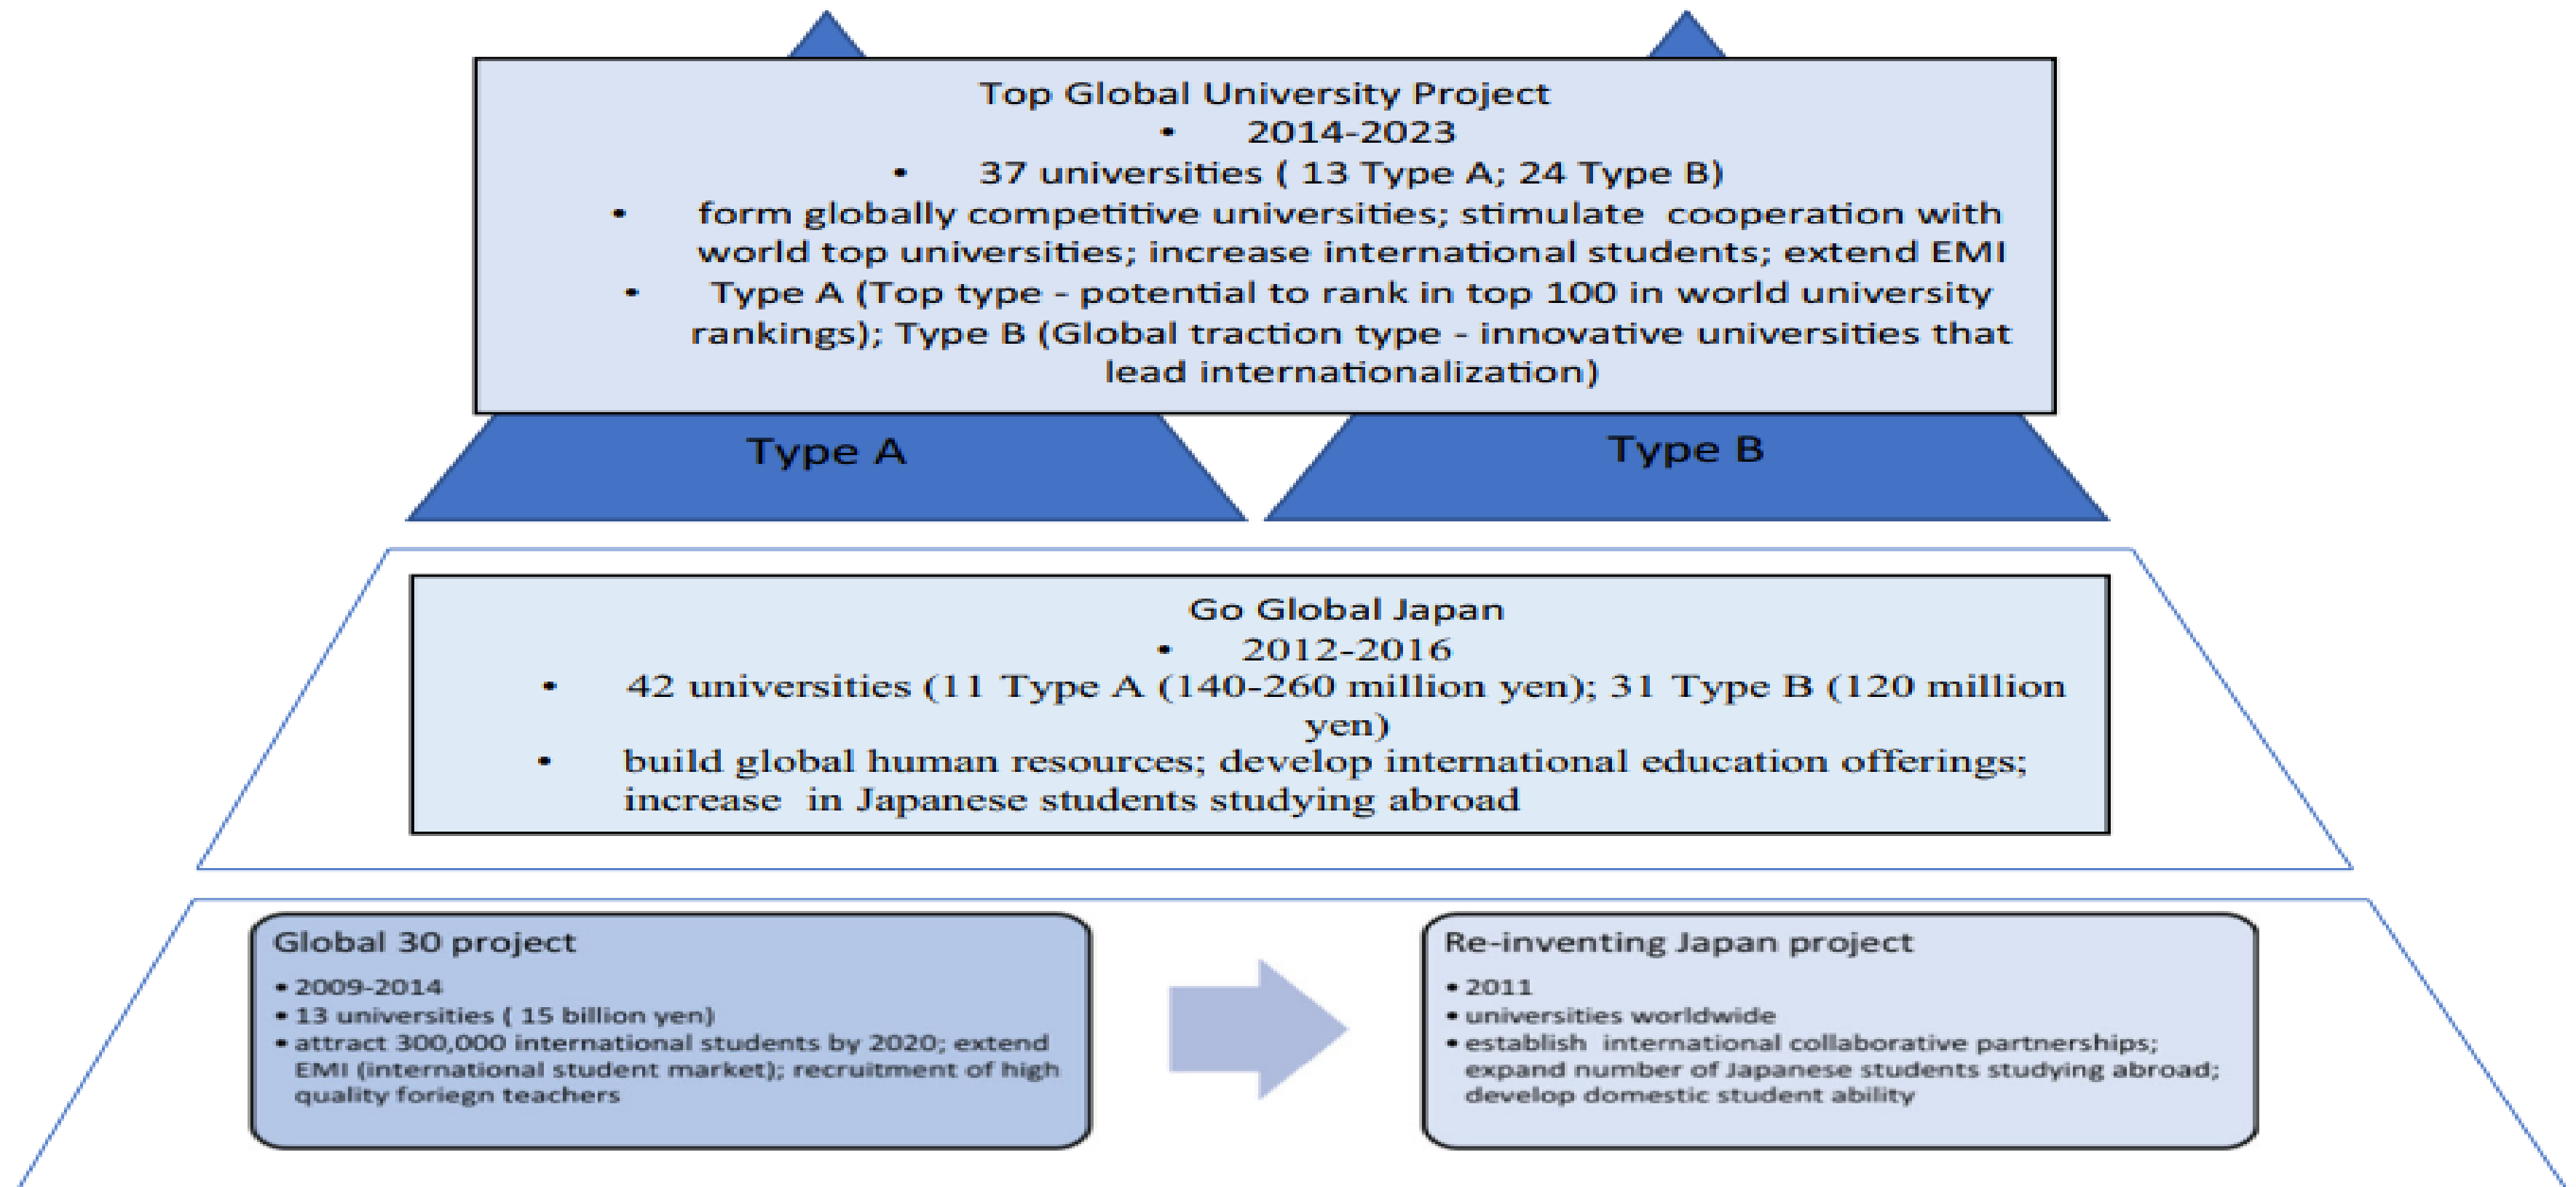 Top Global University Project
• 2014-2023
• 37 universities ( 13 Type A; 24 Type B)
• form globally competitive universities; stimulate  cooperation with
world top universities; increase international students; extend EMI
• Type A (Top type - potential to rank in top 100 in world university
rankings); Type B (Global traction type - innovative universities that
lead internationalization)
Type A
Type B
Go Global Japan
• 2012-2016
• 42 universities (11 Type A (140-260 million yen); 31 Type B (120 million
yen)
• build global human resources; develop international education offerings;
increase  in Japanese students studying abroad
Global 30 project
• 2009-2014
• 13 universities ( 15 billion yen)
• attract 300,000 international students by 2020; extend
EMI (international student market); recruitment of high
quality foriegn teachers
Re-inventing Japan project
• 2011
• universities worldwide
• establish  international collaborative partnerships;
expand number of Japanese students studying abroad;
develop domestic student ability